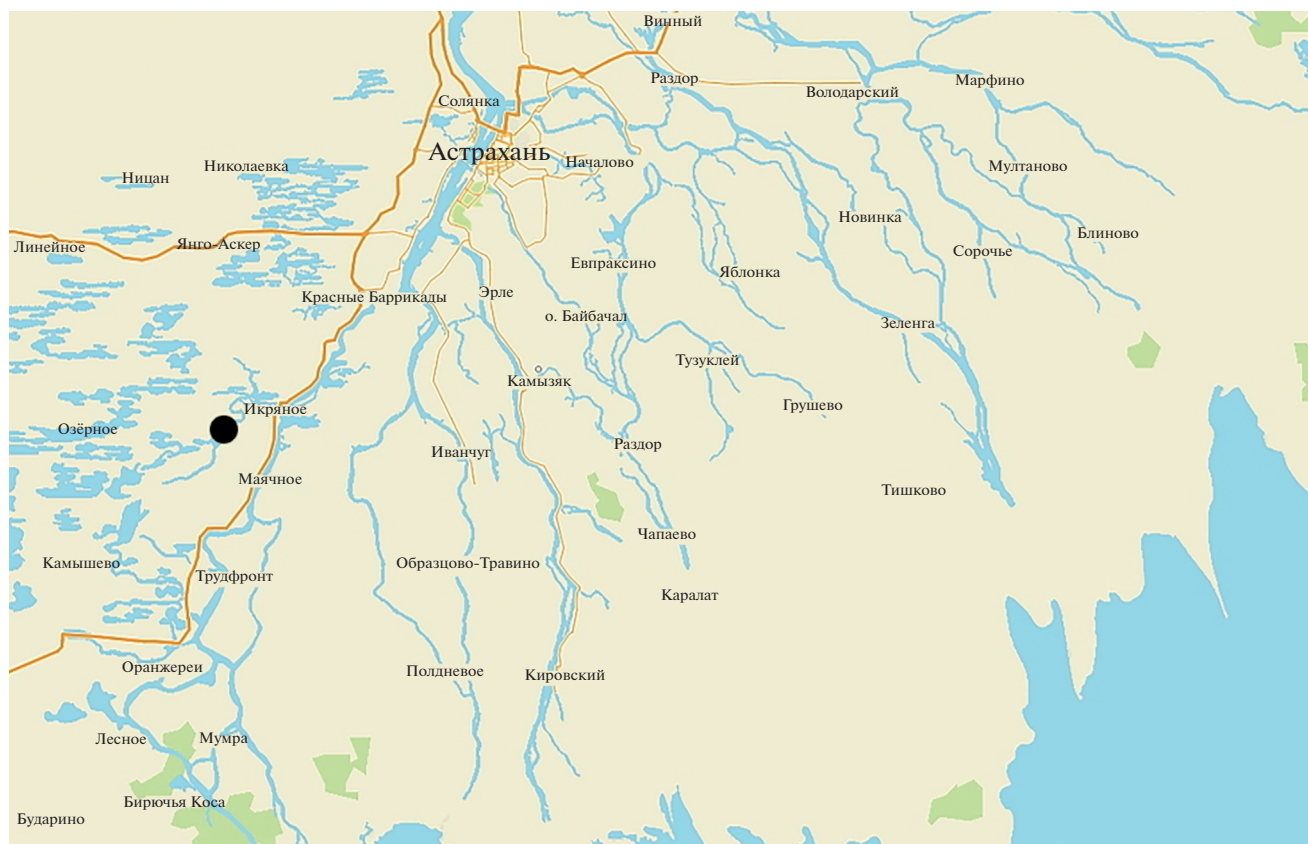 Винный
Раздор
Марфино
Володарский
Солянка
Астрахань
Началово
Николаевка
Ницан
Мултаново
Новинка
Блиново
Линейное
Янго-Аскер
Сорочье
Евпраксино
Яблонка
Эрле
Красные Баррикады
о. Байбачал
Зеленга
Тузуклей
Камызяк
Грушево
Икряное
Озёрное
Раздор
Иванчуг
Маячное
Тишково
Чапаево
Камышево
Образцово-Травино
Трудфронт
Каралат
Оранжереи
Полдневое
Кировский
Лесное
Мумра
Бирючья Коса
Бударино